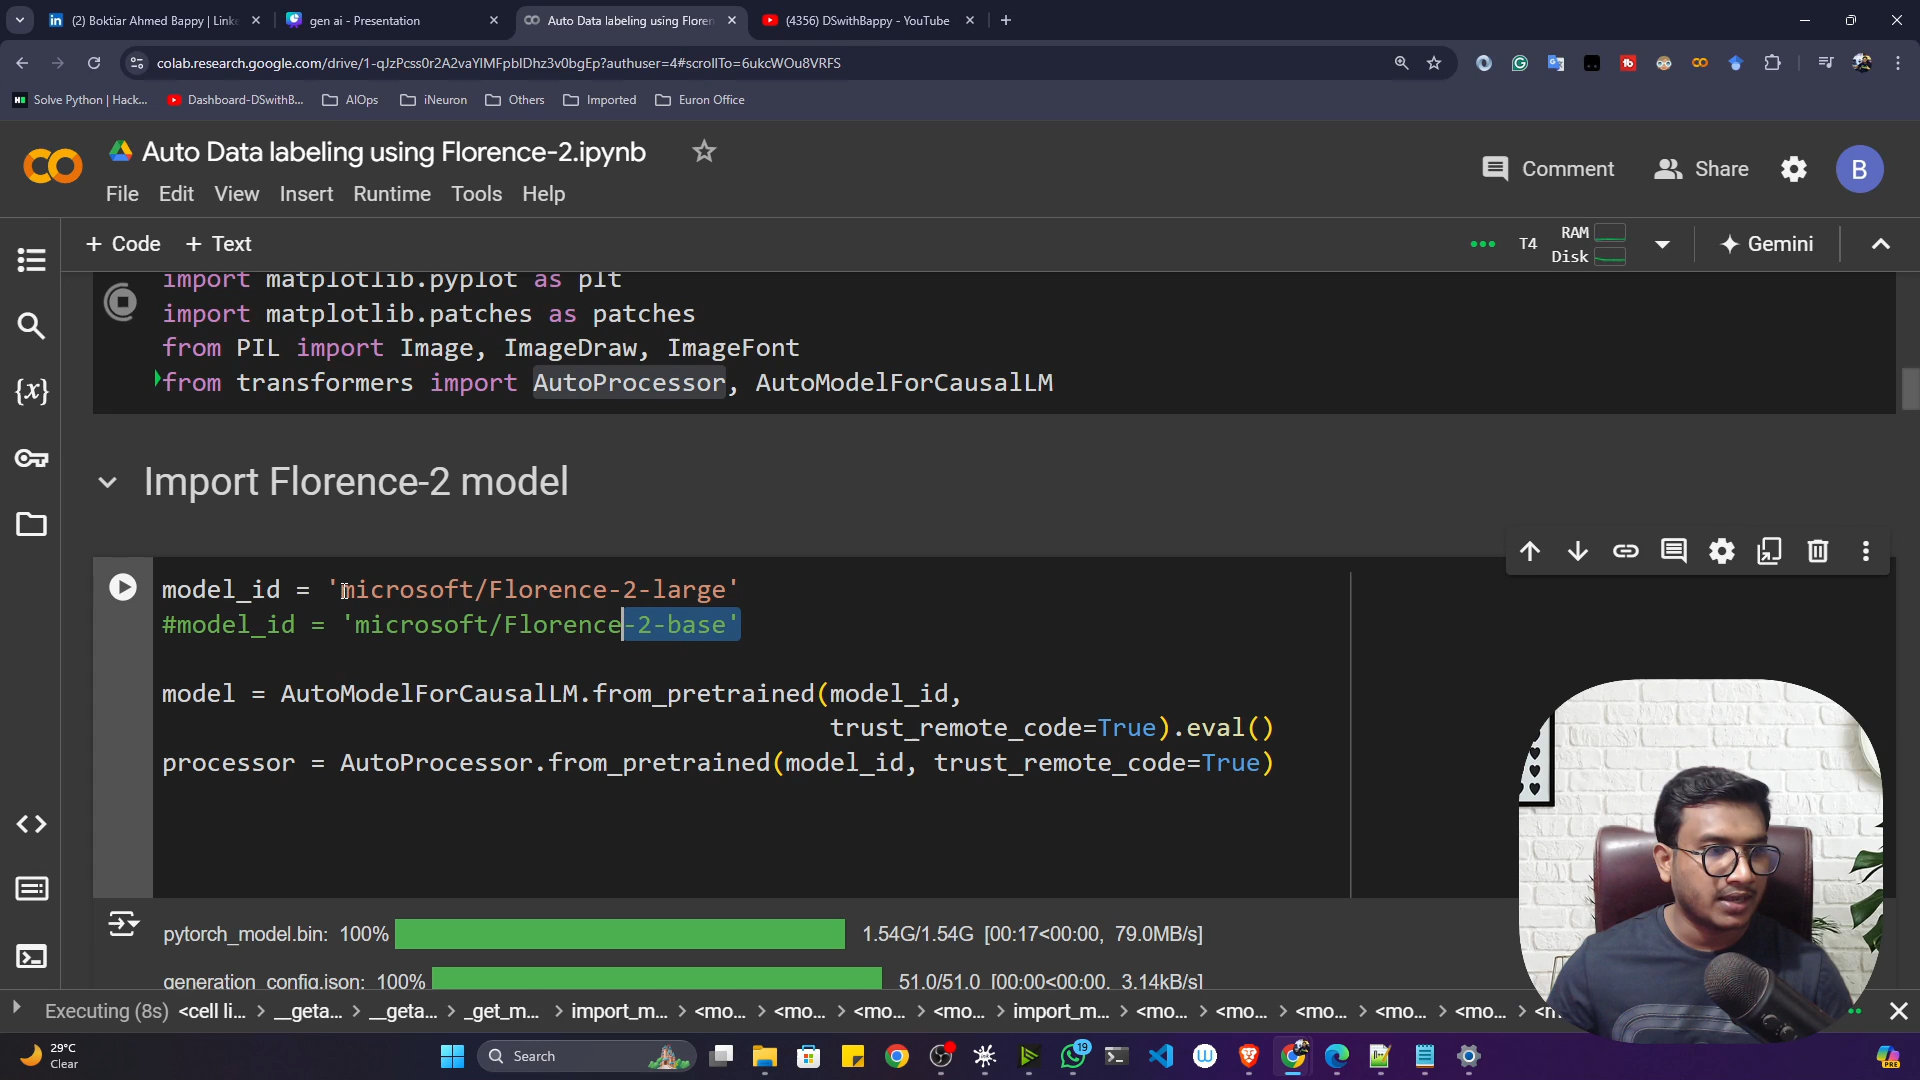 (2) Boktiar Ahmed Bappy | Linke
gen ai - Presentation
Auto Data labeling using Floren
(4356) DSwithBappy - YouTube
colab.research.google.com/drive/1-qJzPcss0r2A2vaYlMFpblDhz3v0bgEp?authuser=4#scrollTo=6ukcWOu8VRFS
Solve Python | Hack...
Dashboard-DSwithB...
AIOps
iNeuron
Others
Imported
Euron Office
Auto Data labeling using Florence-2.ipynb
Comment
Share
B
File Edit View Insert Runtime Tools Help
+ Code + Text
T4
RAM
Disk
Gemini
import matplotlib.pyplot as plt
import matplotlib.patches as patches
from PIL import Image, ImageDraw, ImageFont
from transformers import AutoProcessor, AutoModelForCausalLM
Import Florence-2 model
model_id = 'microsoft/Florence-2-large'
#model_id = 'microsoft/Florence-2-base'
model = AutoModelForCausalLM.from_pretrained(model_id,
trust_remote_code=True).eval()
processor = AutoProcessor.from_pretrained(model_id, trust_remote_code=True)
pytorch_model.bin: 100% 1.54G/1.54G [00:17<00:00, 79.0MB/s]
generation_config.json: 100% 51.0/51.0 [00:00<00:00, 3.14kB/s]
Executing (8s) <cell li... > __geta... > __geta... > _get_m... > import_m... > <mo... > <mo... > <mo... > <mo... > import_m... > <mo... > <mo... > <mo... > <mo... > <mo... >
29°C
Clear
Search
19
PRE